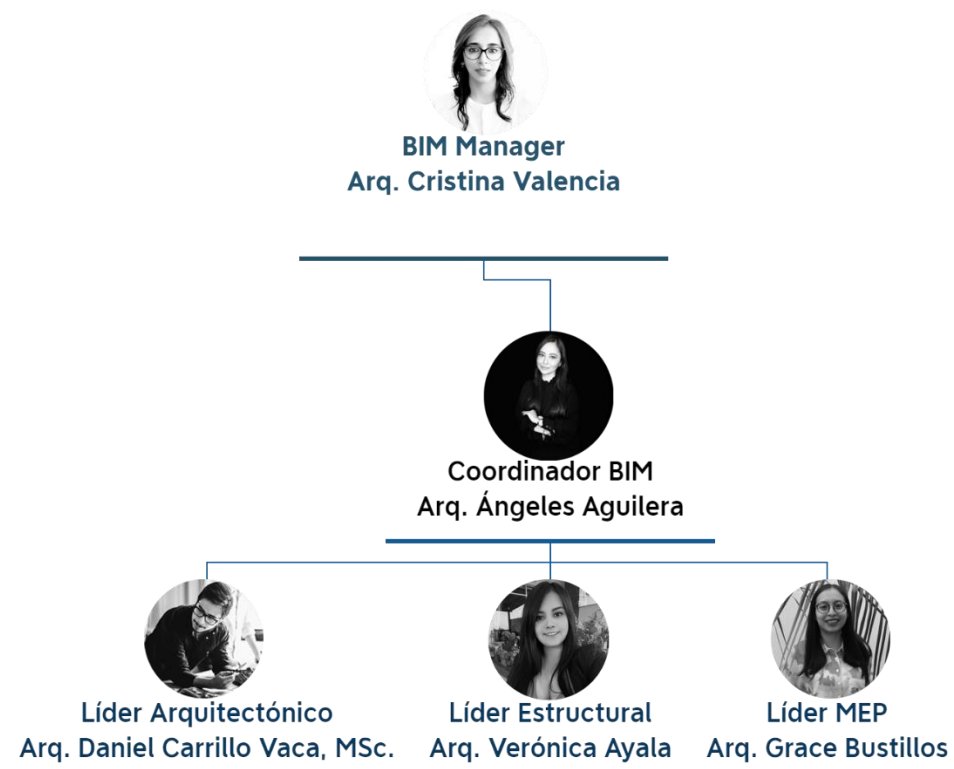 BIM Manager
Arq. Cristina Valencia
Coordinador BIM
Arq. Ángeles Aguilera
Líder Arquitectónico
Arq. Daniel Carrillo Vaca, MSc.
Líder Estructural
Arq. Verónica Ayala
Líder MEP
Arq. Grace Bustillos